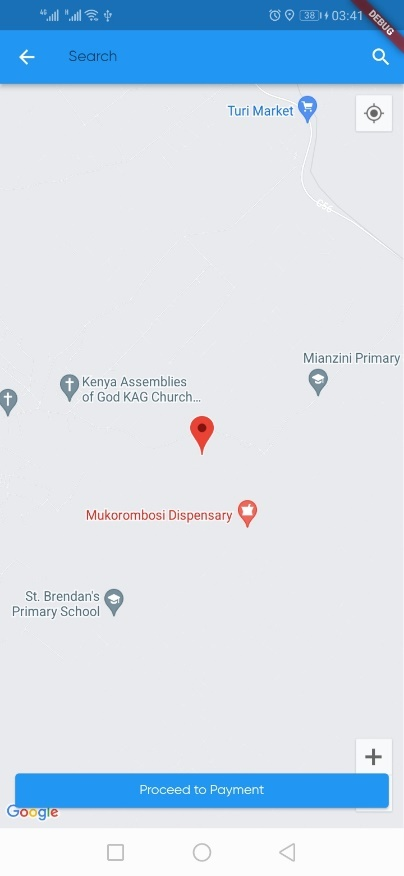 4G H 38 03:41
DEBUG
Search
Turi Market
Mianzini Primary
Kenya Assemblies
of God KAG Church...
Mukorombosi Dispensary
St. Brendan's
Primary School
Proceed to Payment
Google